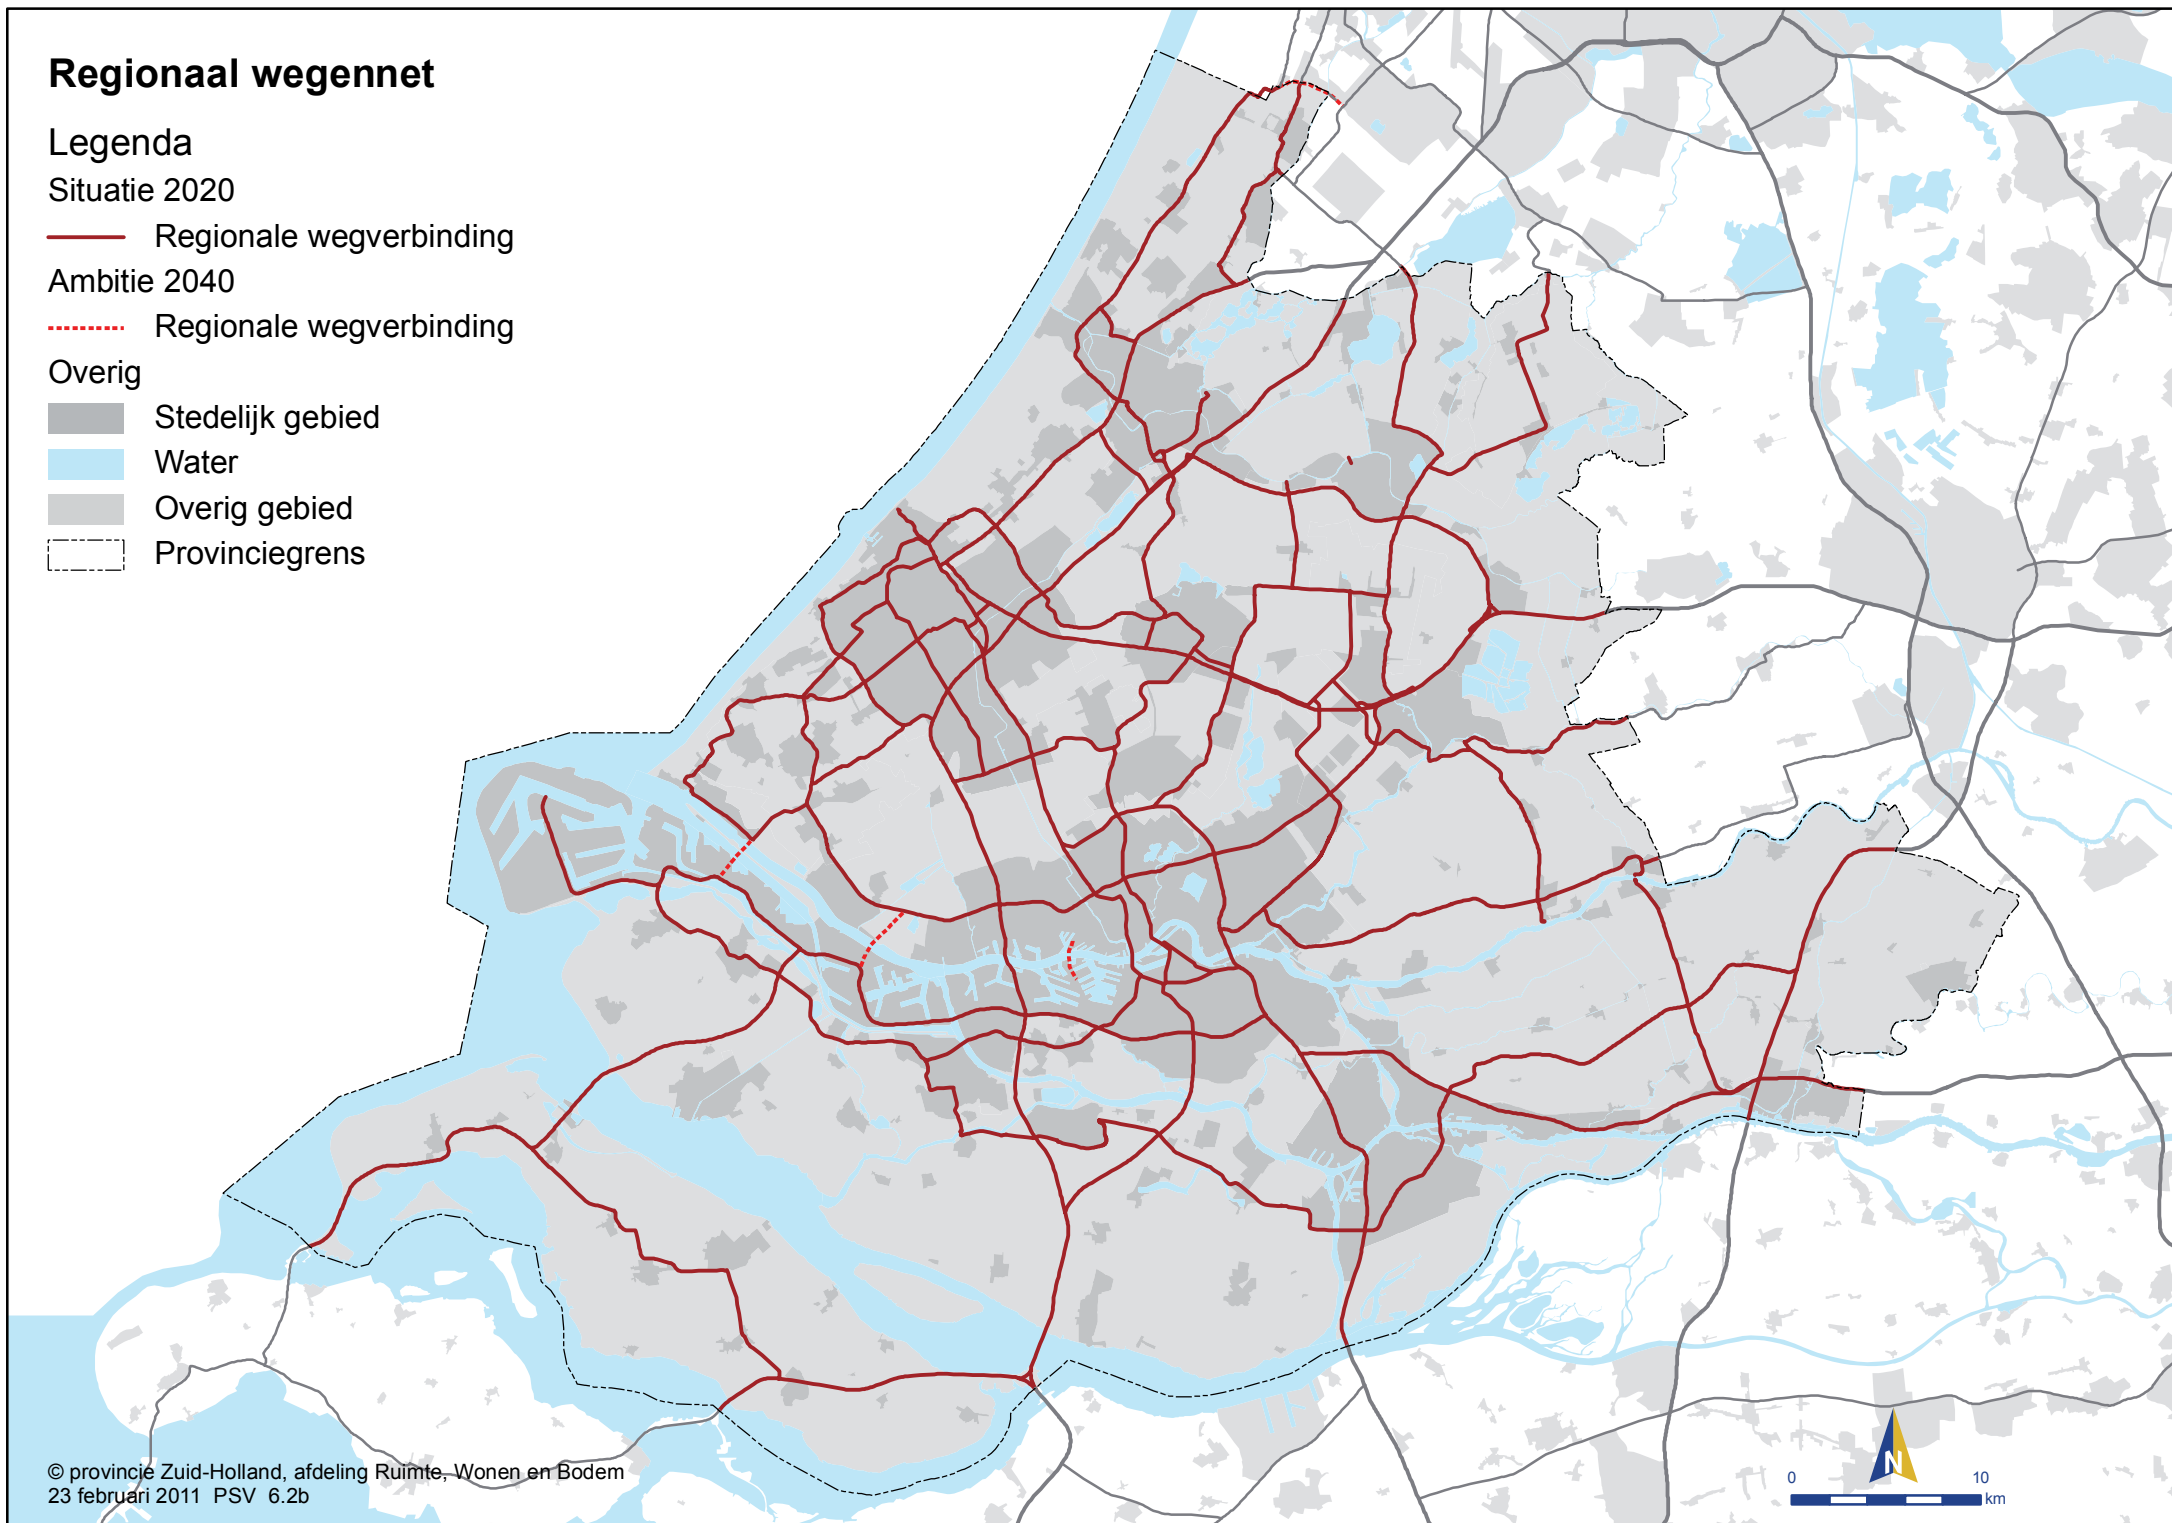 Regionaal wegennet
Legenda
Situatie 2020
Regionale wegverbinding
Ambitie 2040
Regionale wegverbinding
Overig
Stedelijk gebied
Water
Overig gebied
Provinciegrens
© provincie Zuid-Holland, afdeling Ruimte, Wonen en Bodem
23 februari 2011 PSV 6.2b
N
0 10
km